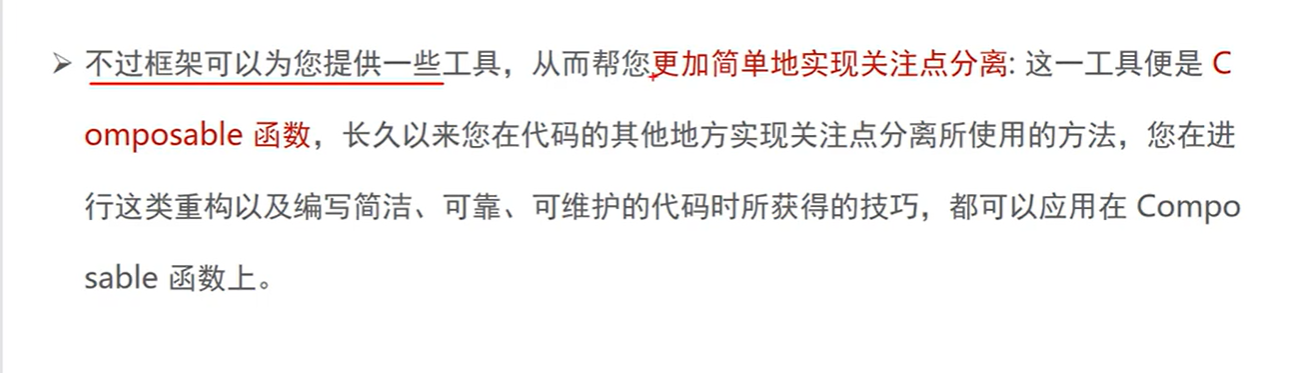 ➢ 不过框架可以为您提供一些工具，从而帮您更加简单地实现关注点分离: 这一工具便是 C
omposable 函数，长久以来您在代码的其他地方实现关注点分离所使用的方法，您在进
行这类重构以及编写简洁、可靠、可维护的代码时所获得的技巧，都可以应用在 Compo
sable 函数上。